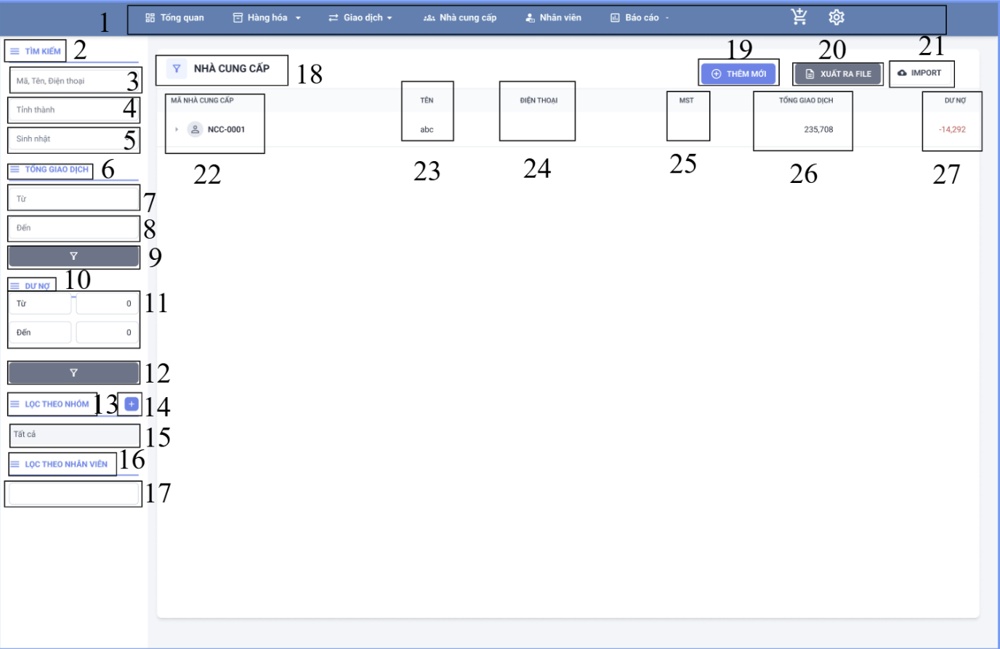 1 Tổng quan Hàng hóa Giao dịch Nhà cung cấp Nhân viên Báo cáo
TÌM KIẾM 2
Mã, Tên, Điện thoại 3
Tỉnh thành 4
Sinh nhật 5
TỔNG GIAO DỊCH 6
Từ 7
Đến 8
9
DƯ NỢ 10
Từ 0 11
Đến 0
12
LỌC THEO NHÓM 13 + 14
Tất cả 15
LỌC THEO NHÂN VIÊN 16
17
NHÀ CUNG CẤP 18
19 20 21
THÊM MỚI XUẤT RA FILE IMPORT
MÃ NHÀ CUNG CẤP TÊN ĐIỆN THOẠI MST TỔNG GIAO DỊCH DƯ NỢ
NCC-0001 abc 235,708 -14,292
22 23 24 25 26 27